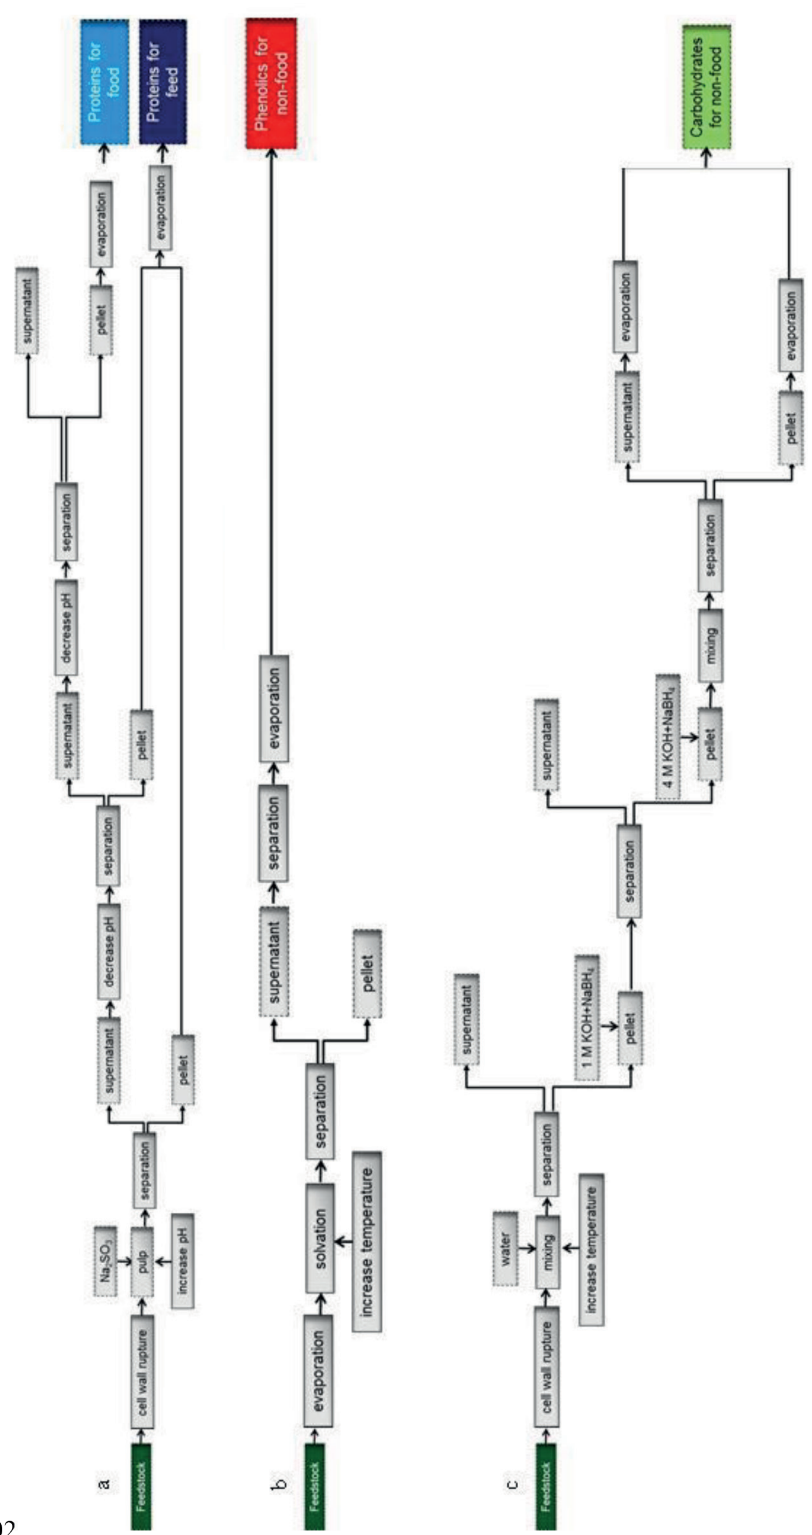 a
Feedstock
cell wall rupture
Na2SO3
pulp
increase pH
separation
supernatant
pellet
decrease pH
separation
supernatant
pellet
decrease pH
separation
supernatant
pellet
evaporation
evaporation
Proteins for
food
Proteins for
feed
b
Feedstock
evaporation
solvation
increase temperature
separation
supernatant
pellet
separation
evaporation
Phenolics for
non-food
c
Feedstock
cell wall rupture
water
mixing
increase temperature
separation
supernatant
1 M KOH+NaBH4
pellet
separation
supernatant
4 M KOH+NaBH4
pellet
mixing
separation
supernatant
pellet
evaporation
evaporation
Carbohydrates
for non-food